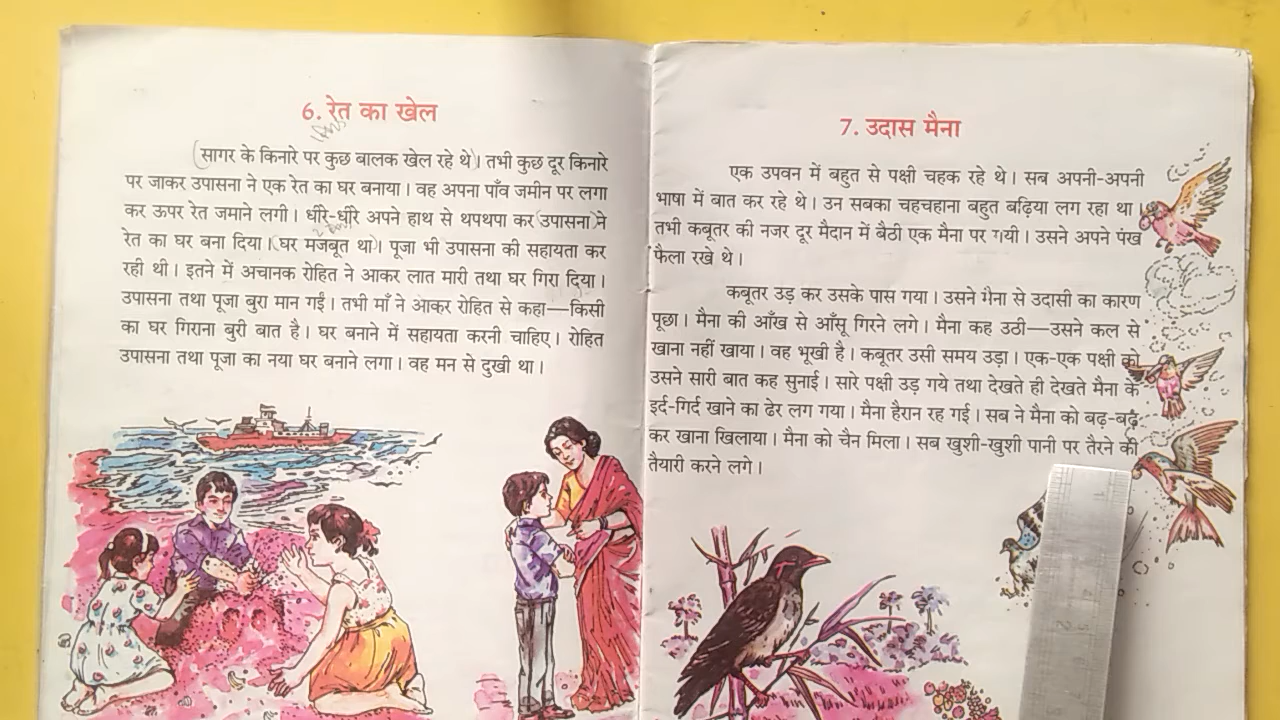 6. रेत का खेल
सागर के किनारे पर कुछ बालक खेल रहे थे। तभी कुछ दूर किनारे
पर जाकर उपासना ने एक रेत का घर बनाया। वह अपना पाँव जमीन पर लगा
कर ऊपर रेत जमाने लगी। धीरे-धीरे अपने हाथ से थपथपा कर उपासना ने
रेत का घर बना दिया। घर मजबूत था। पूजा भी उपासना की सहायता कर
रही थी। इतने में अचानक रोहित ने आकर लात मारी तथा घर गिरा दिया।
उपासना तथा पूजा बुरा मान गईं। तभी माँ ने आकर रोहित से कहा—किसी
का घर गिराना बुरी बात है। घर बनाने में सहायता करनी चाहिए। रोहित
उपासना तथा पूजा का नया घर बनाने लगा। वह मन से दुखी था।
7. उदास मैना
एक उपवन में बहुत से पक्षी चहक रहे थे। सब अपनी-अपनी
भाषा में बात कर रहे थे। उन सबका चहचहाना बहुत बढ़िया लग रहा था।
तभी कबूतर की नजर दूर मैदान में बैठी एक मैना पर गयी। उसने अपने पंख
फैला रखे थे।
कबूतर उड़ कर उसके पास गया। उसने मैना से उदासी का कारण
पूछा। मैना की आँख से आँसू गिरने लगे। मैना कह उठी—उसने कल से
खाना नहीं खाया। वह भूखी है। कबूतर उसी समय उड़ा। एक-एक पक्षी को
उसने सारी बात कह सुनाई। सारे पक्षी उड़ गये तथा देखते ही देखते मैना के
इर्द-गिर्द खाने का ढेर लग गया। मैना हैरान रह गई। सब ने मैना को बढ़-बढ़
कर खाना खिलाया। मैना को चैन मिला। सब खुशी-खुशी पानी पर तैरने की
तैयारी करने लगे।